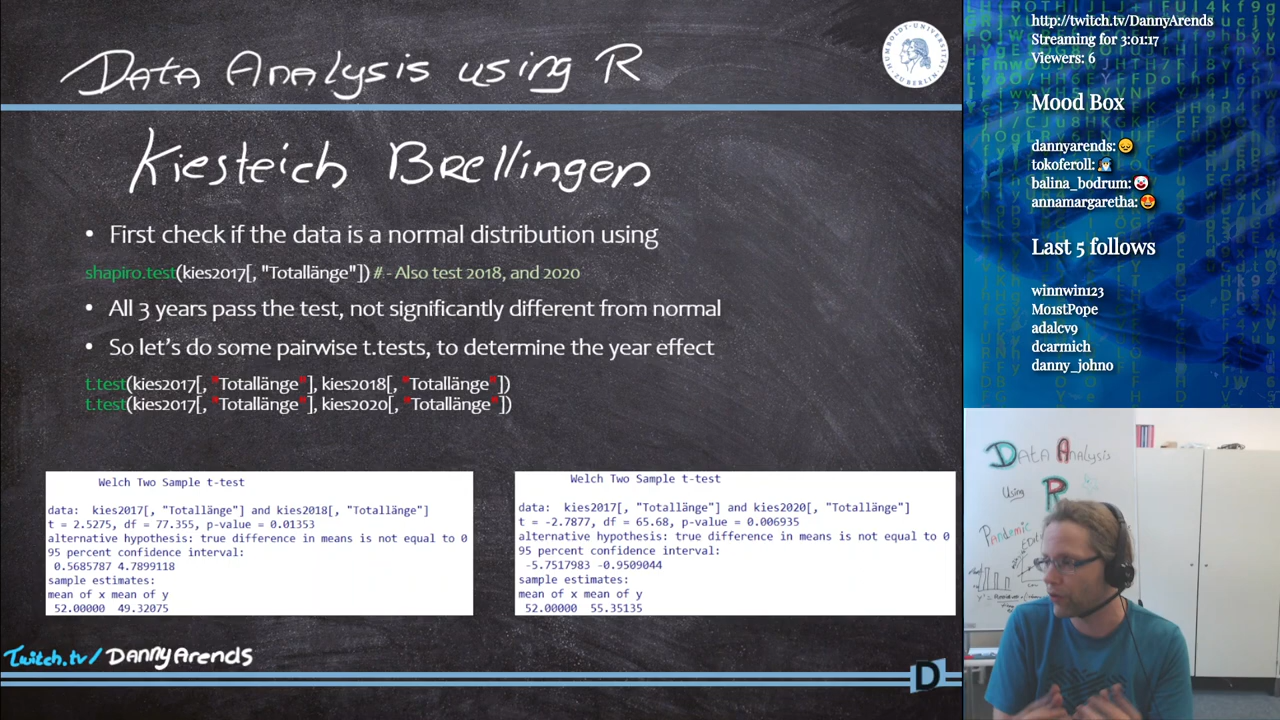 Data Analysis using R
HUMBOLDT-UNIVERSITÄT ZU BERLIN
Kiesteich Brellingen
• First check if the data is a normal distribution using
shapiro.test(kies2017[, "Totallänge"]) # - Also test 2018, and 2020
• All 3 years pass the test, not significantly different from normal
• So let's do some pairwise t.tests, to determine the year effect
t.test(kies2017[, "Totallänge"], kies2018[, "Totallänge"])
t.test(kies2017[, "Totallänge"], kies2020[, "Totallänge"])
Welch Two Sample t-test
data: kies2017[, "Totallänge"] and kies2018[, "Totallänge"]
t = 2.5275, df = 77.355, p-value = 0.01353
alternative hypothesis: true difference in means is not equal to 0
95 percent confidence interval:
0.5685787 4.7899118
sample estimates:
mean of x mean of y
52.00000 49.32075
Welch Two Sample t-test
data: kies2017[, "Totallänge"] and kies2020[, "Totallänge"]
t = -2.7877, df = 65.68, p-value = 0.006935
alternative hypothesis: true difference in means is not equal to 0
95 percent confidence interval:
-5.7517983 -0.9509044
sample estimates:
mean of x mean of y
52.00000 55.35135
Twitch.tv/DannyArends
D
http://twitch.tv/DannyArends
Streaming for 3:01:17
Viewers: 6
Mood Box
dannyarends: 😔
tokoferoll: 
balina_bodrum: 🤡
annamargaretha: 😍
Last 5 follows
winnwin123
Mo1stPope
adalcv9
dcarmich
danny_johno
Data Analysis
Using R
Pandemic